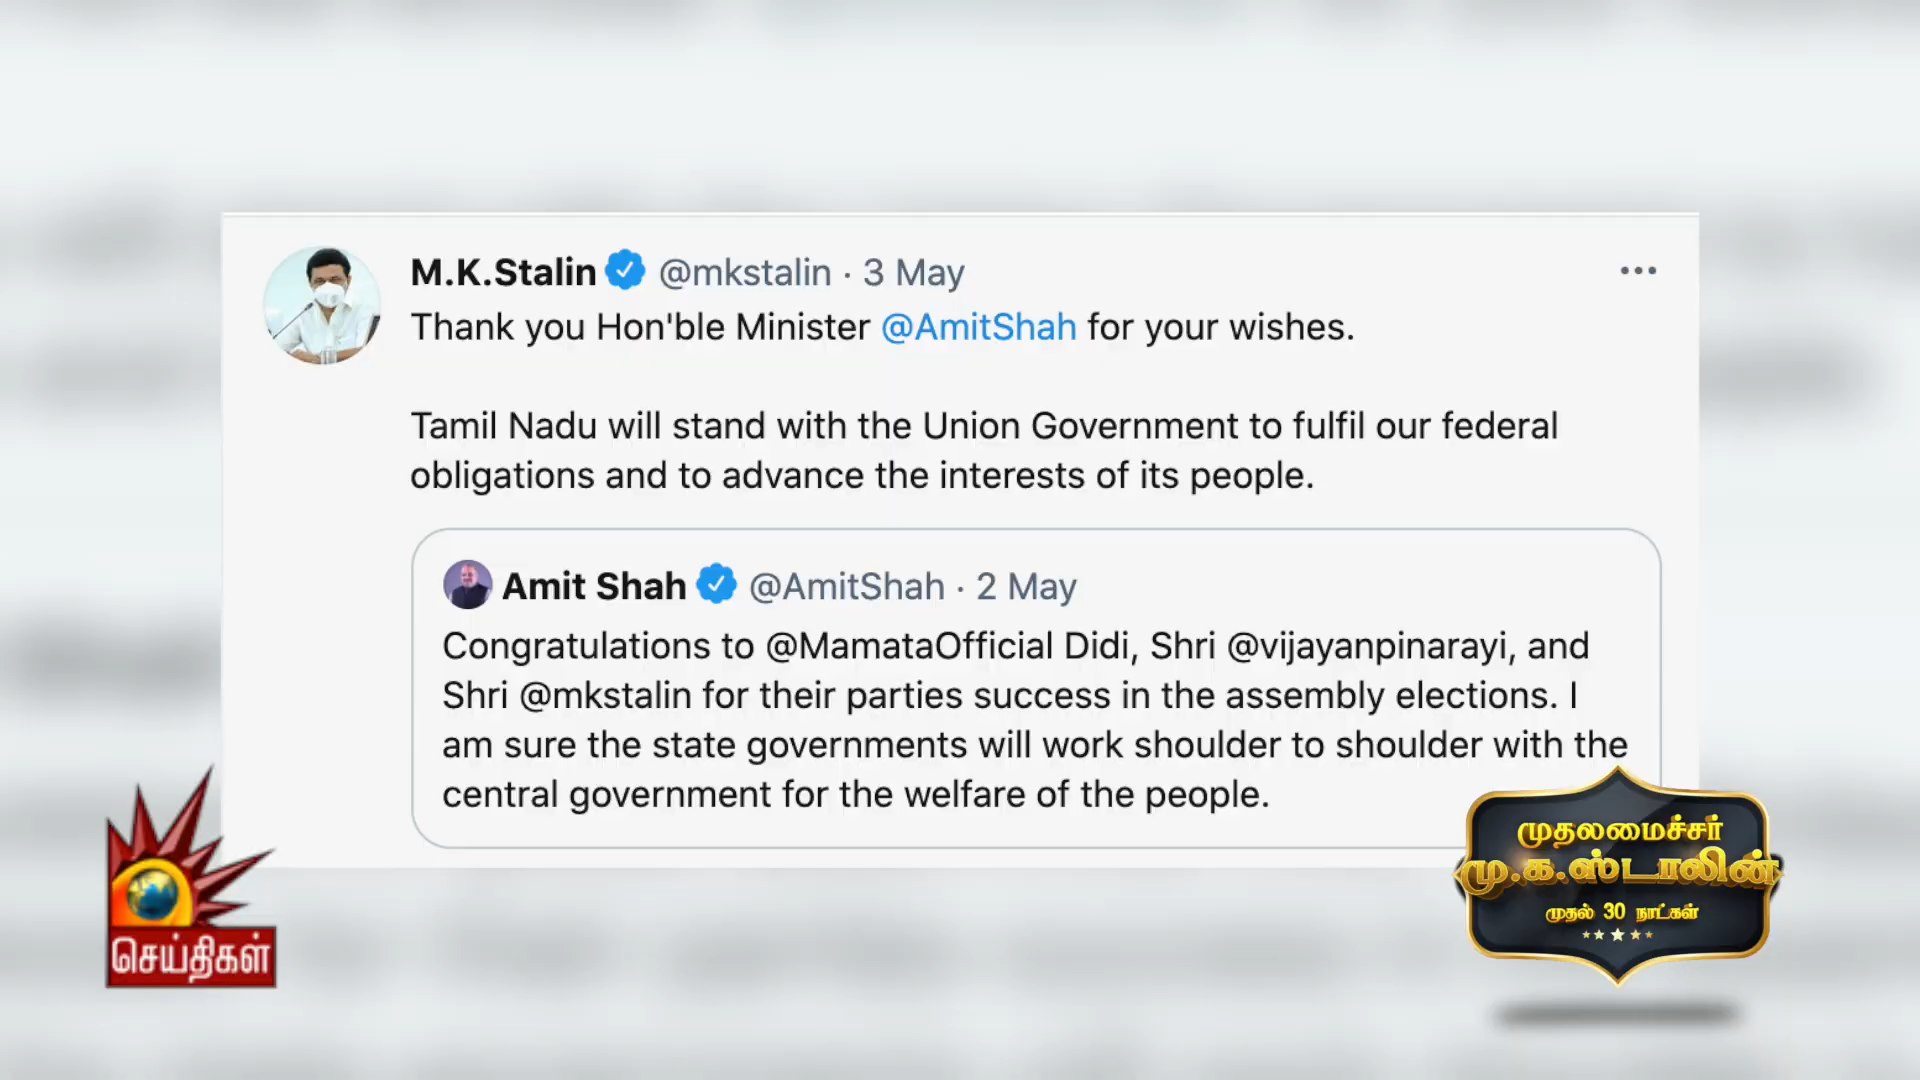 M.K.Stalin @mkstalin · 3 May
Thank you Hon'ble Minister @AmitShah for your wishes.
Tamil Nadu will stand with the Union Government to fulfil our federal
obligations and to advance the interests of its people.
Amit Shah @AmitShah · 2 May
Congratulations to @MamataOfficial Didi, Shri @vijayanpinarayi, and
Shri @mkstalin for their parties success in the assembly elections. I
am sure the state governments will work shoulder to shoulder with the
central government for the welfare of the people.
செய்திகள்
முதலமைச்சர்
மு.க.ஸ்டாலின்
முதல் 30 நாட்கள்